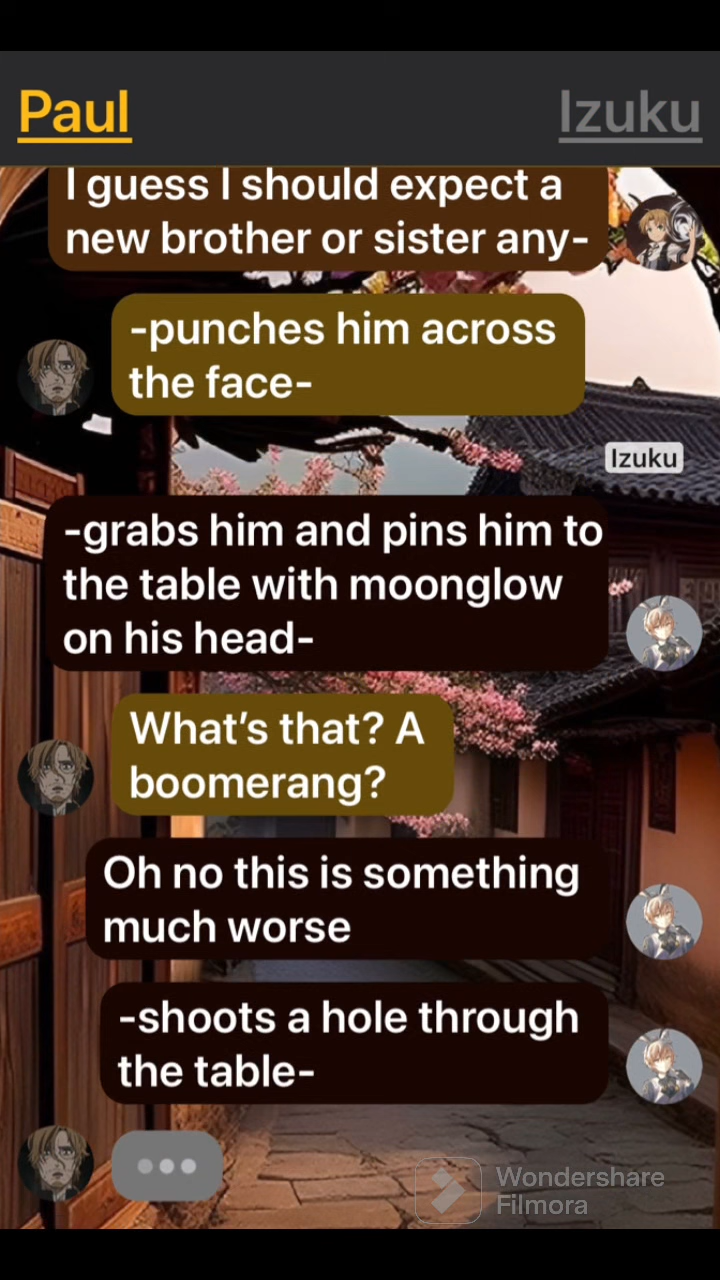 Paul
Izuku
I guess I should expect a
new brother or sister any-
-punches him across
the face-
Izuku
-grabs him and pins him to
the table with moonglow
on his head-
What's that? A
boomerang?
Oh no this is something
much worse
-shoots a hole through
the table-
Wondershare
Filmora